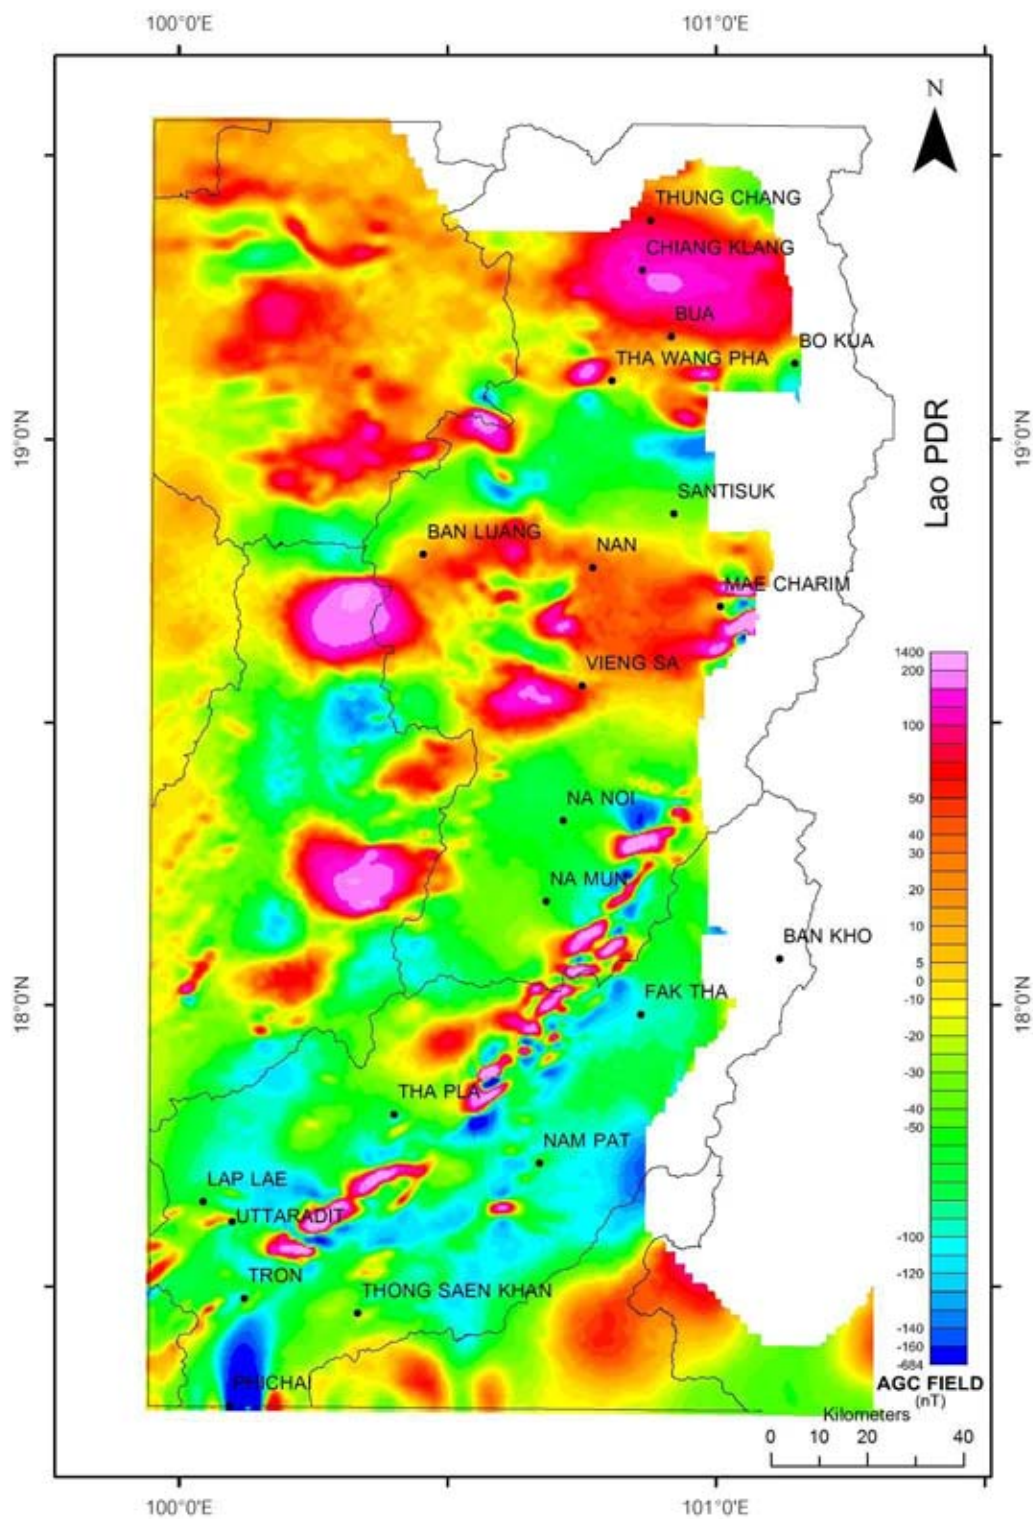 100°0'E 101°0'E
N
THUNG CHANG
CHIANG KLANG
BUA
BO KUA
THA WANG PHA
19°0'N 19°0'N
Lao PDR
SANTISUK
BAN LUANG
NAN
MAE CHARIM
VIENG SA
1400
200
100
50
40
30
20
10
5
0
-10
-20
-30
-40
-50
-100
-120
-140
-160
-684
NA NOI
NA MUN
BAN KHO
FAK THA
18°0'N 18°0'N
THA PLA
NAM PAT
LAP LAE
UTTARADIT
TRON
THONG SAEN KHAN
PHICHAI
AGC FIELD
(nT)
Kilometers
0 10 20 40
100°0'E 101°0'E